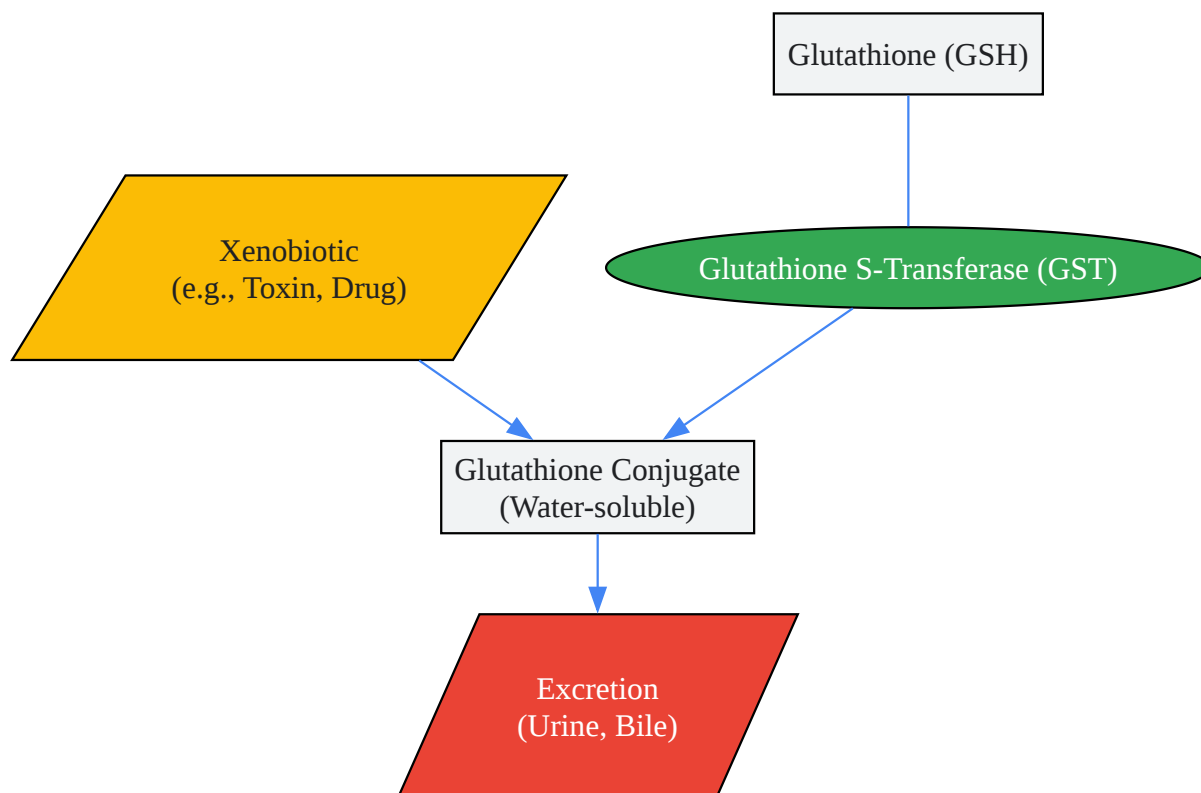 Glutathione (GSH)
Xenobiotic
(e.g., Toxin, Drug)
Glutathione S-Transferase (GST)
Glutathione Conjugate
(Water-soluble)
Excretion
(Urine, Bile)